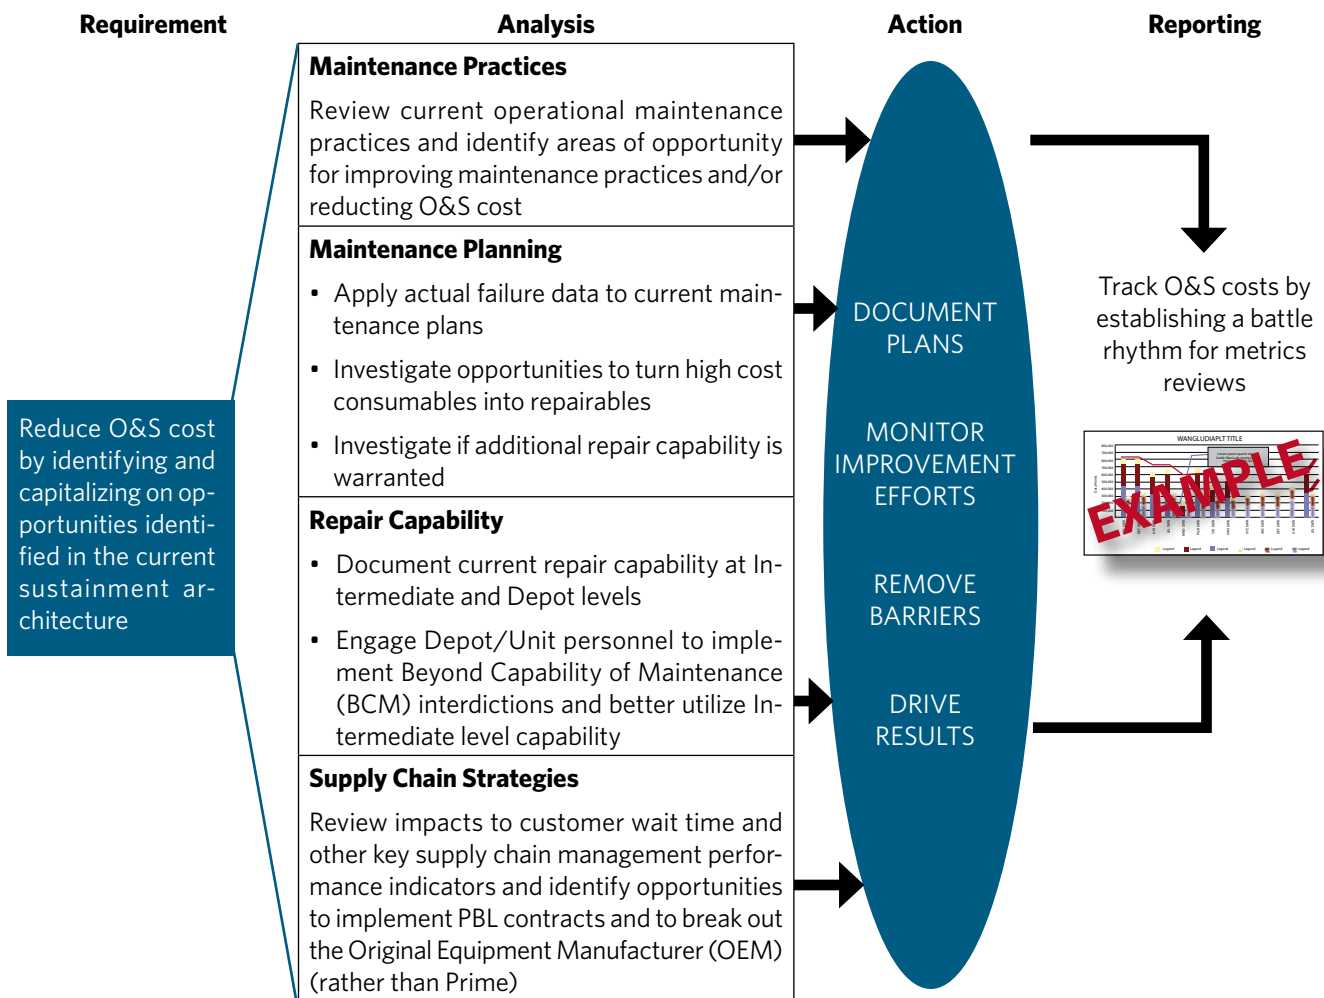 Requirement
Analysis
Action
Reporting
Reduce O&S cost
by identifying and
capitalizing on op-
portunities identi-
fied in the current
sustainment ar-
chitecture
Maintenance Practices
Review current operational maintenance
practices and identify areas of opportunity
for improving maintenance practices and/or
reducting O&S cost
Maintenance Planning
• Apply actual failure data to current main-
tenance plans
• Investigate opportunities to turn high cost
consumables into repairables
• Investigate if additional repair capability is
warranted
Repair Capability
• Document current repair capability at In-
termediate and Depot levels
• Engage Depot/Unit personnel to imple-
ment Beyond Capability of Maintenance
(BCM) interdictions and better utilize In-
termediate level capability
Supply Chain Strategies
Review impacts to customer wait time and
other key supply chain management perfor-
mance indicators and identify opportunities
to implement PBL contracts and to break out
the Original Equipment Manufacturer (OEM)
(rather than Prime)
DOCUMENT
PLANS
MONITOR
IMPROVEMENT
EFFORTS
REMOVE
BARRIERS
DRIVE
RESULTS
Track O&S costs by
establishing a battle
rhythm for metrics
reviews
WANGLUDIAPLT TITLE
EXAMPLE
Legend Legend Legend Legend Legend Legend